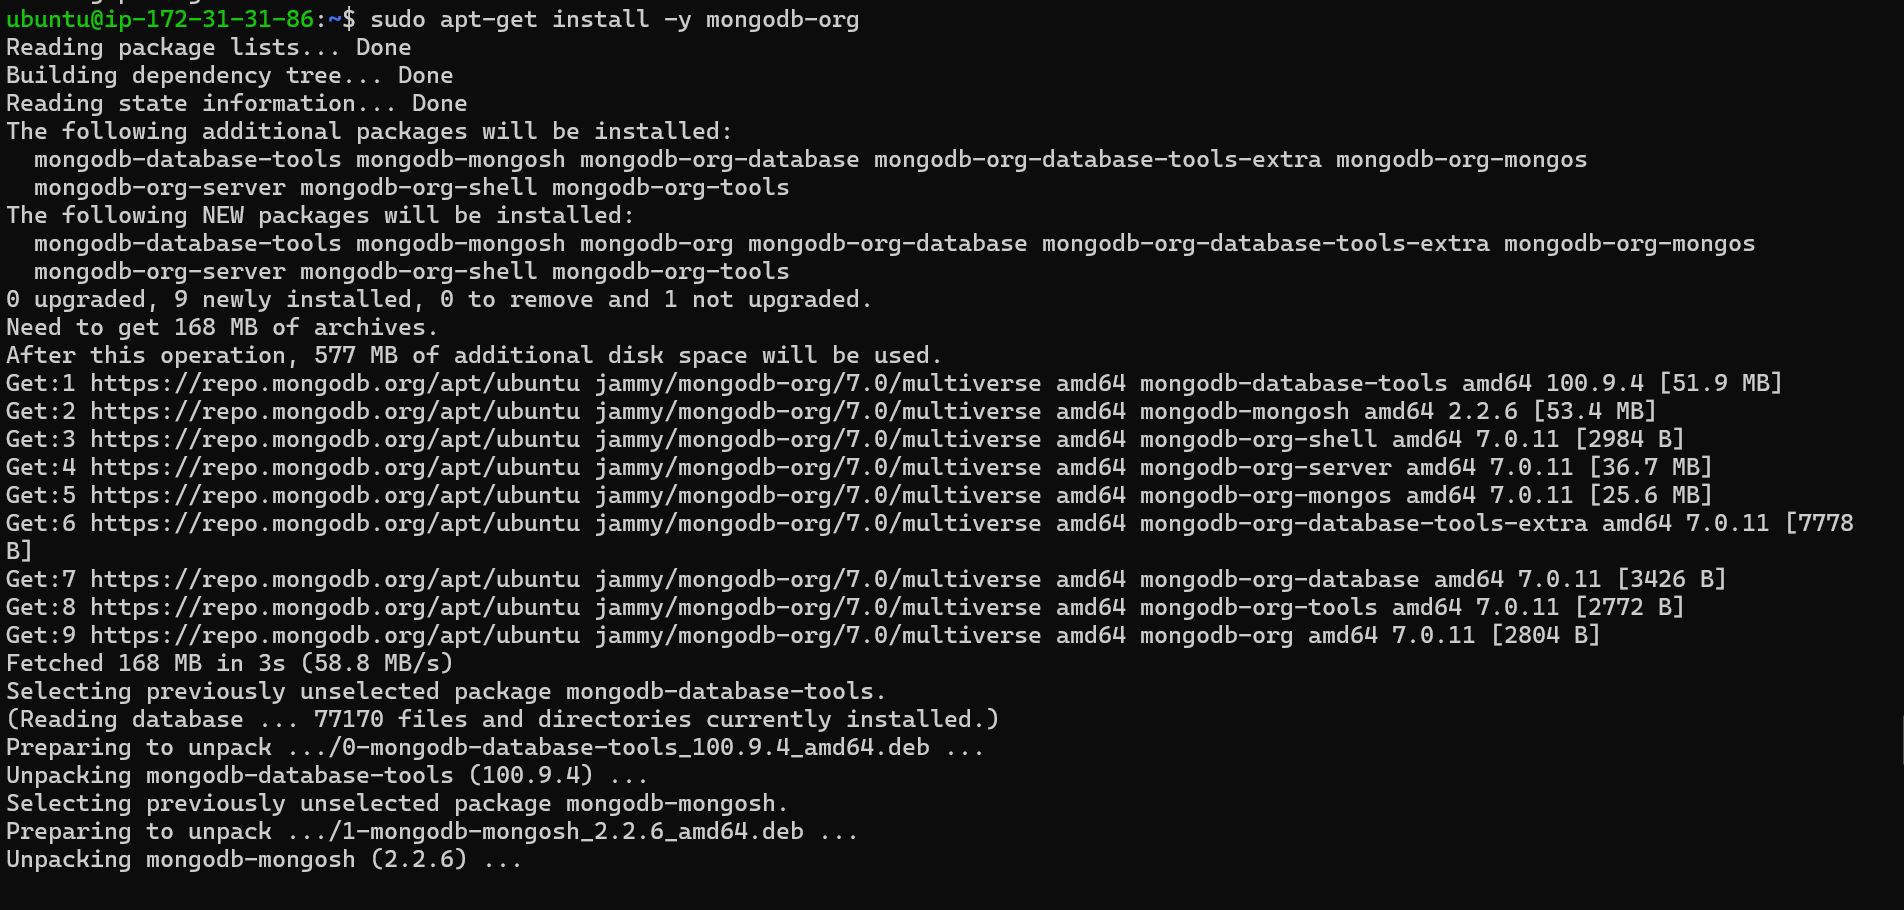 ubuntu@ip-172-31-31-86:~$ sudo apt-get install -y mongodb-org
Reading package lists... Done
Building dependency tree... Done
Reading state information... Done
The following additional packages will be installed:
  mongodb-database-tools mongodb-mongosh mongodb-org-database mongodb-org-database-tools-extra mongodb-org-mongos
  mongodb-org-server mongodb-org-shell mongodb-org-tools
The following NEW packages will be installed:
  mongodb-database-tools mongodb-mongosh mongodb-org mongodb-org-database mongodb-org-database-tools-extra mongodb-org-mongos
  mongodb-org-server mongodb-org-shell mongodb-org-tools
0 upgraded, 9 newly installed, 0 to remove and 1 not upgraded.
Need to get 168 MB of archives.
After this operation, 577 MB of additional disk space will be used.
Get:1 https://repo.mongodb.org/apt/ubuntu jammy/mongodb-org/7.0/multiverse amd64 mongodb-database-tools amd64 100.9.4 [51.9 MB]
Get:2 https://repo.mongodb.org/apt/ubuntu jammy/mongodb-org/7.0/multiverse amd64 mongodb-mongosh amd64 2.2.6 [53.4 MB]
Get:3 https://repo.mongodb.org/apt/ubuntu jammy/mongodb-org/7.0/multiverse amd64 mongodb-org-shell amd64 7.0.11 [2984 B]
Get:4 https://repo.mongodb.org/apt/ubuntu jammy/mongodb-org/7.0/multiverse amd64 mongodb-org-server amd64 7.0.11 [36.7 MB]
Get:5 https://repo.mongodb.org/apt/ubuntu jammy/mongodb-org/7.0/multiverse amd64 mongodb-org-mongos amd64 7.0.11 [25.6 MB]
Get:6 https://repo.mongodb.org/apt/ubuntu jammy/mongodb-org/7.0/multiverse amd64 mongodb-org-database-tools-extra amd64 7.0.11 [7778
B]
Get:7 https://repo.mongodb.org/apt/ubuntu jammy/mongodb-org/7.0/multiverse amd64 mongodb-org-database amd64 7.0.11 [3426 B]
Get:8 https://repo.mongodb.org/apt/ubuntu jammy/mongodb-org/7.0/multiverse amd64 mongodb-org-tools amd64 7.0.11 [2772 B]
Get:9 https://repo.mongodb.org/apt/ubuntu jammy/mongodb-org/7.0/multiverse amd64 mongodb-org amd64 7.0.11 [2804 B]
Fetched 168 MB in 3s (58.8 MB/s)
Selecting previously unselected package mongodb-database-tools.
(Reading database ... 77170 files and directories currently installed.)
Preparing to unpack .../0-mongodb-database-tools_100.9.4_amd64.deb ...
Unpacking mongodb-database-tools (100.9.4) ...
Selecting previously unselected package mongodb-mongosh.
Preparing to unpack .../1-mongodb-mongosh_2.2.6_amd64.deb ...
Unpacking mongodb-mongosh (2.2.6) ...